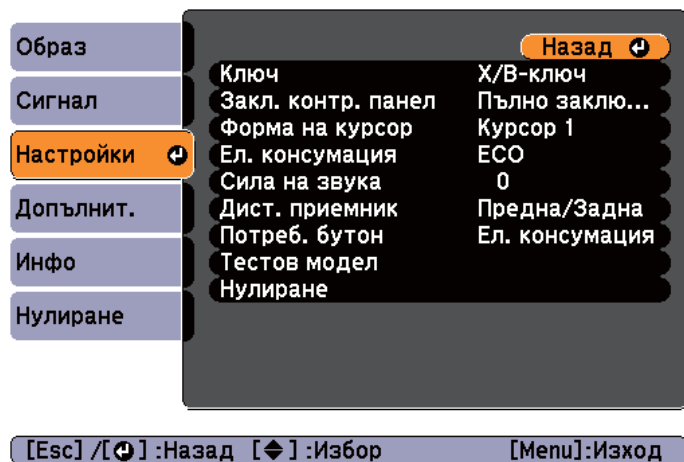 Образ
Сигнал
Настройки
Допълнит.
Инфо
Нулиране
Назад
Ключ Х/В-ключ
Закл. контр. панел Пълно заклю...
Форма на курсор Курсор 1
Ел. консумация ECO
Сила на звука 0
Дист. приемник Предна/Задна
Потреб. бутон Ел. консумация
Тестов модел
Нулиране
[Esc] /[ ] :Назад [ ] :Избор [Menu]:Изход